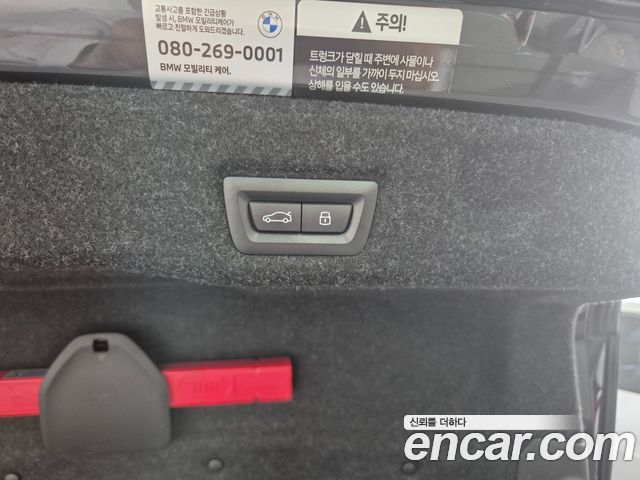 교통사고를 포함한 긴급상황
발생 시, BMW 모빌리티케어가
빠르고 친절하게 도와드리겠습니다.
080-269-0001
BMW 모빌리티 케어.
주의!
트렁크가 닫힐 때 주변에 사물이나
신체의 일부를 가까이 두지 마십시오.
상해를 입을 수도 있습니다.
신뢰를 더하다
encar.com